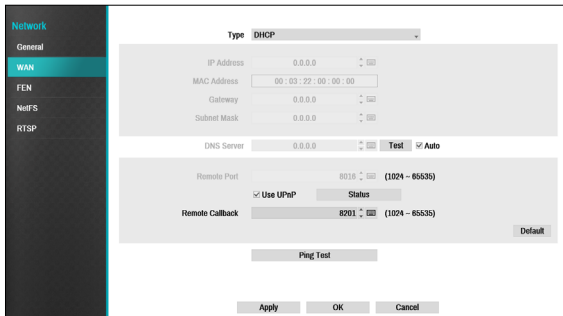 Network
General
WAN
FEN
NetFS
RTSP
Type DHCP
IP Address 0.0.0.0
MAC Address 00 : 03 : 22 : 00 : 00 : 00
Gateway 0.0.0.0
Subnet Mask 0.0.0.0
DNS Server 0.0.0.0 Test Auto
Remote Port 8016 (1024 ~ 65535)
Use UPnP Status
Remote Callback 8201 (1024 ~ 65535)
Default
Ping Test
Apply OK Cancel